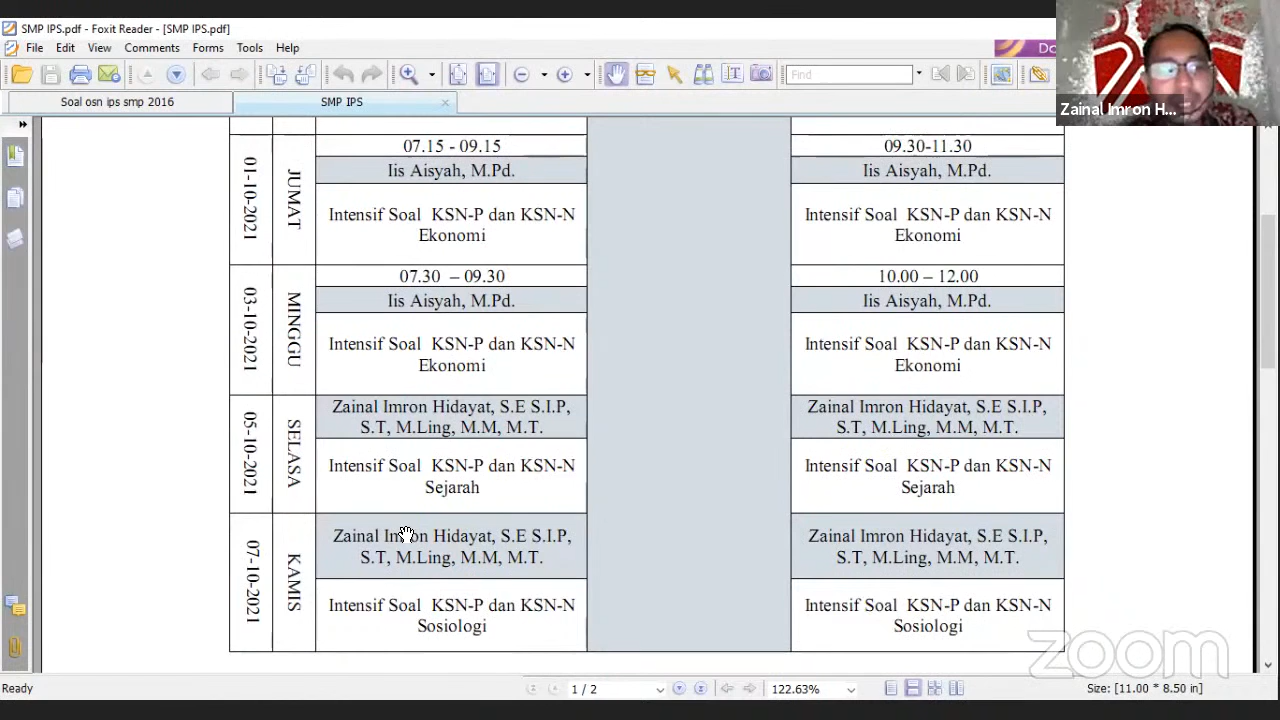 SMP IPS.pdf - Foxit Reader - [SMP IPS.pdf]
File Edit View Comments Forms Tools Help
Do
Find
Soal osn ips smp 2016
SMP IPS
Zainal Imron H...
01-10-2021
JUMAT
07.15 - 09.15
09.30-11.30
Iis Aisyah, M.Pd.
Iis Aisyah, M.Pd.
Intensif Soal KSN-P dan KSN-N
Ekonomi
Intensif Soal KSN-P dan KSN-N
Ekonomi
03-10-2021
MINGGU
07.30 – 09.30
10.00 – 12.00
Iis Aisyah, M.Pd.
Iis Aisyah, M.Pd.
Intensif Soal KSN-P dan KSN-N
Ekonomi
Intensif Soal KSN-P dan KSN-N
Ekonomi
05-10-2021
SELASA
Zainal Imron Hidayat, S.E S.I.P,
S.T, M.Ling, M.M, M.T.
Zainal Imron Hidayat, S.E S.I.P,
S.T, M.Ling, M.M, M.T.
Intensif Soal KSN-P dan KSN-N
Sejarah
Intensif Soal KSN-P dan KSN-N
Sejarah
07-10-2021
KAMIS
Zainal Imron Hidayat, S.E S.I.P,
S.T, M.Ling, M.M, M.T.
Zainal Imron Hidayat, S.E S.I.P,
S.T, M.Ling, M.M, M.T.
Intensif Soal KSN-P dan KSN-N
Sosiologi
Intensif Soal KSN-P dan KSN-N
Sosiologi
zoom
Ready
1 / 2
122.63%
Size: [11.00 * 8.50 in]